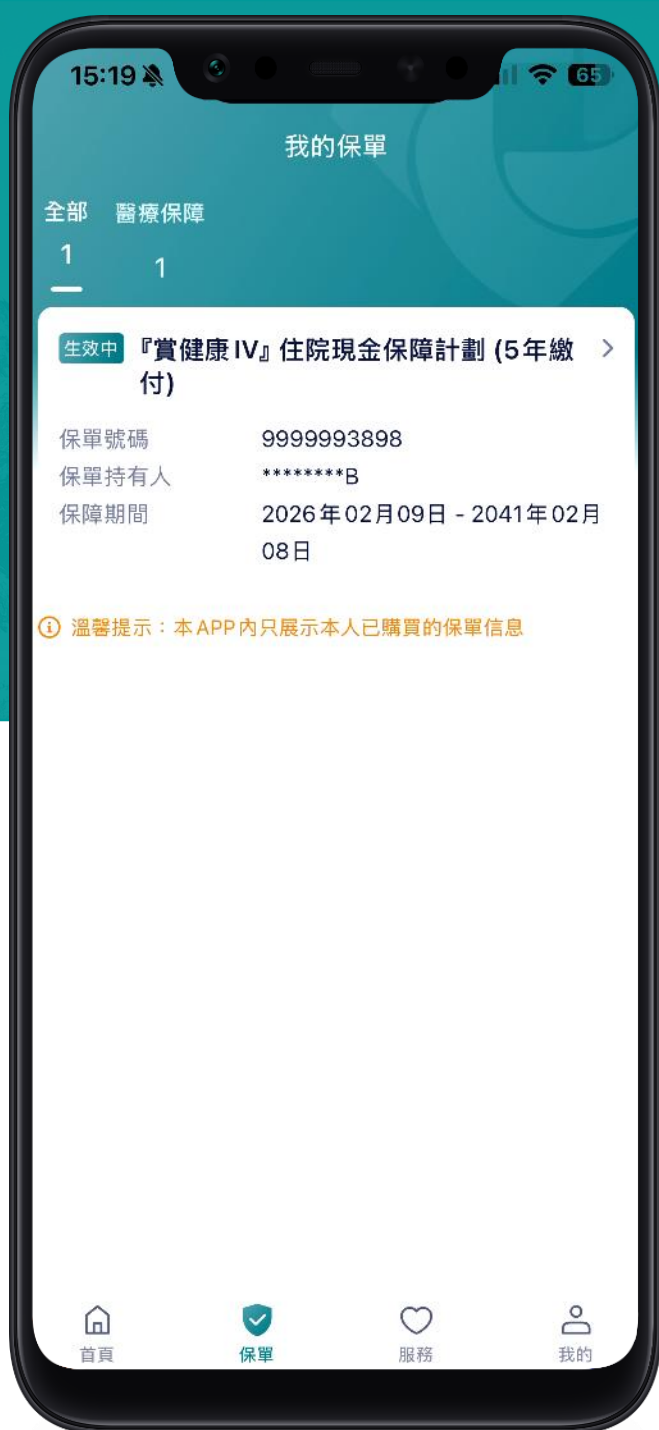 15:19
65
我的保單
全部 醫療保障
1 1
生效中 『賞健康 IV』住院現金保障計劃 (5年繳
付)
保單號碼 9999993898
保單持有人 ********B
保障期間 2026年02月09日 - 2041年02月
08日
溫馨提示：本APP內只展示本人已購買的保單信息
首頁 保單 服務 我的